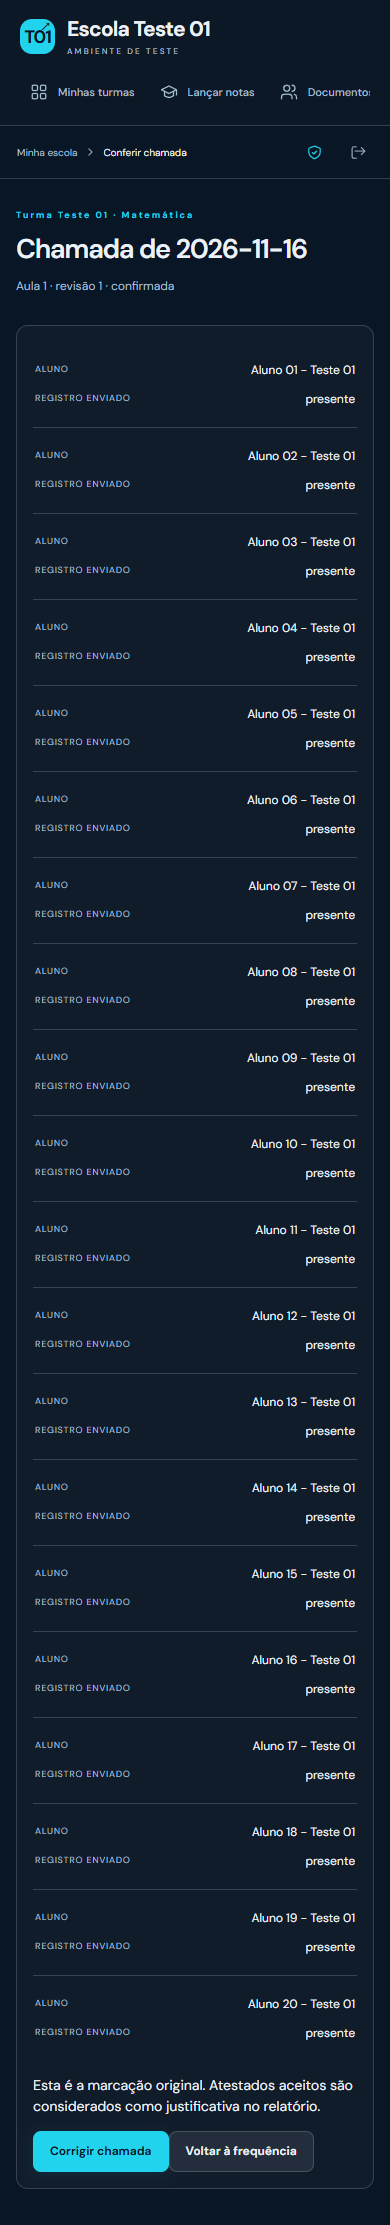 T01
Escola Teste 01
AMBIENTE DE TESTE
Minhas turmas Lançar notas Documentos
Minha escola > Conferir chamada
Turma Teste 01 · Matemática
Chamada de 2026-11-16
Aula 1 · revisão 1 · confirmada
ALUNO Aluno 01 - Teste 01
REGISTRO ENVIADO presente
ALUNO Aluno 02 - Teste 01
REGISTRO ENVIADO presente
ALUNO Aluno 03 - Teste 01
REGISTRO ENVIADO presente
ALUNO Aluno 04 - Teste 01
REGISTRO ENVIADO presente
ALUNO Aluno 05 - Teste 01
REGISTRO ENVIADO presente
ALUNO Aluno 06 - Teste 01
REGISTRO ENVIADO presente
ALUNO Aluno 07 - Teste 01
REGISTRO ENVIADO presente
ALUNO Aluno 08 - Teste 01
REGISTRO ENVIADO presente
ALUNO Aluno 09 - Teste 01
REGISTRO ENVIADO presente
ALUNO Aluno 10 - Teste 01
REGISTRO ENVIADO presente
ALUNO Aluno 11 - Teste 01
REGISTRO ENVIADO presente
ALUNO Aluno 12 - Teste 01
REGISTRO ENVIADO presente
ALUNO Aluno 13 - Teste 01
REGISTRO ENVIADO presente
ALUNO Aluno 14 - Teste 01
REGISTRO ENVIADO presente
ALUNO Aluno 15 - Teste 01
REGISTRO ENVIADO presente
ALUNO Aluno 16 - Teste 01
REGISTRO ENVIADO presente
ALUNO Aluno 17 - Teste 01
REGISTRO ENVIADO presente
ALUNO Aluno 18 - Teste 01
REGISTRO ENVIADO presente
ALUNO Aluno 19 - Teste 01
REGISTRO ENVIADO presente
ALUNO Aluno 20 - Teste 01
REGISTRO ENVIADO presente
Esta é a marcação original. Atestados aceitos são
considerados como justificativa no relatório.
Corrigir chamada Voltar à frequência